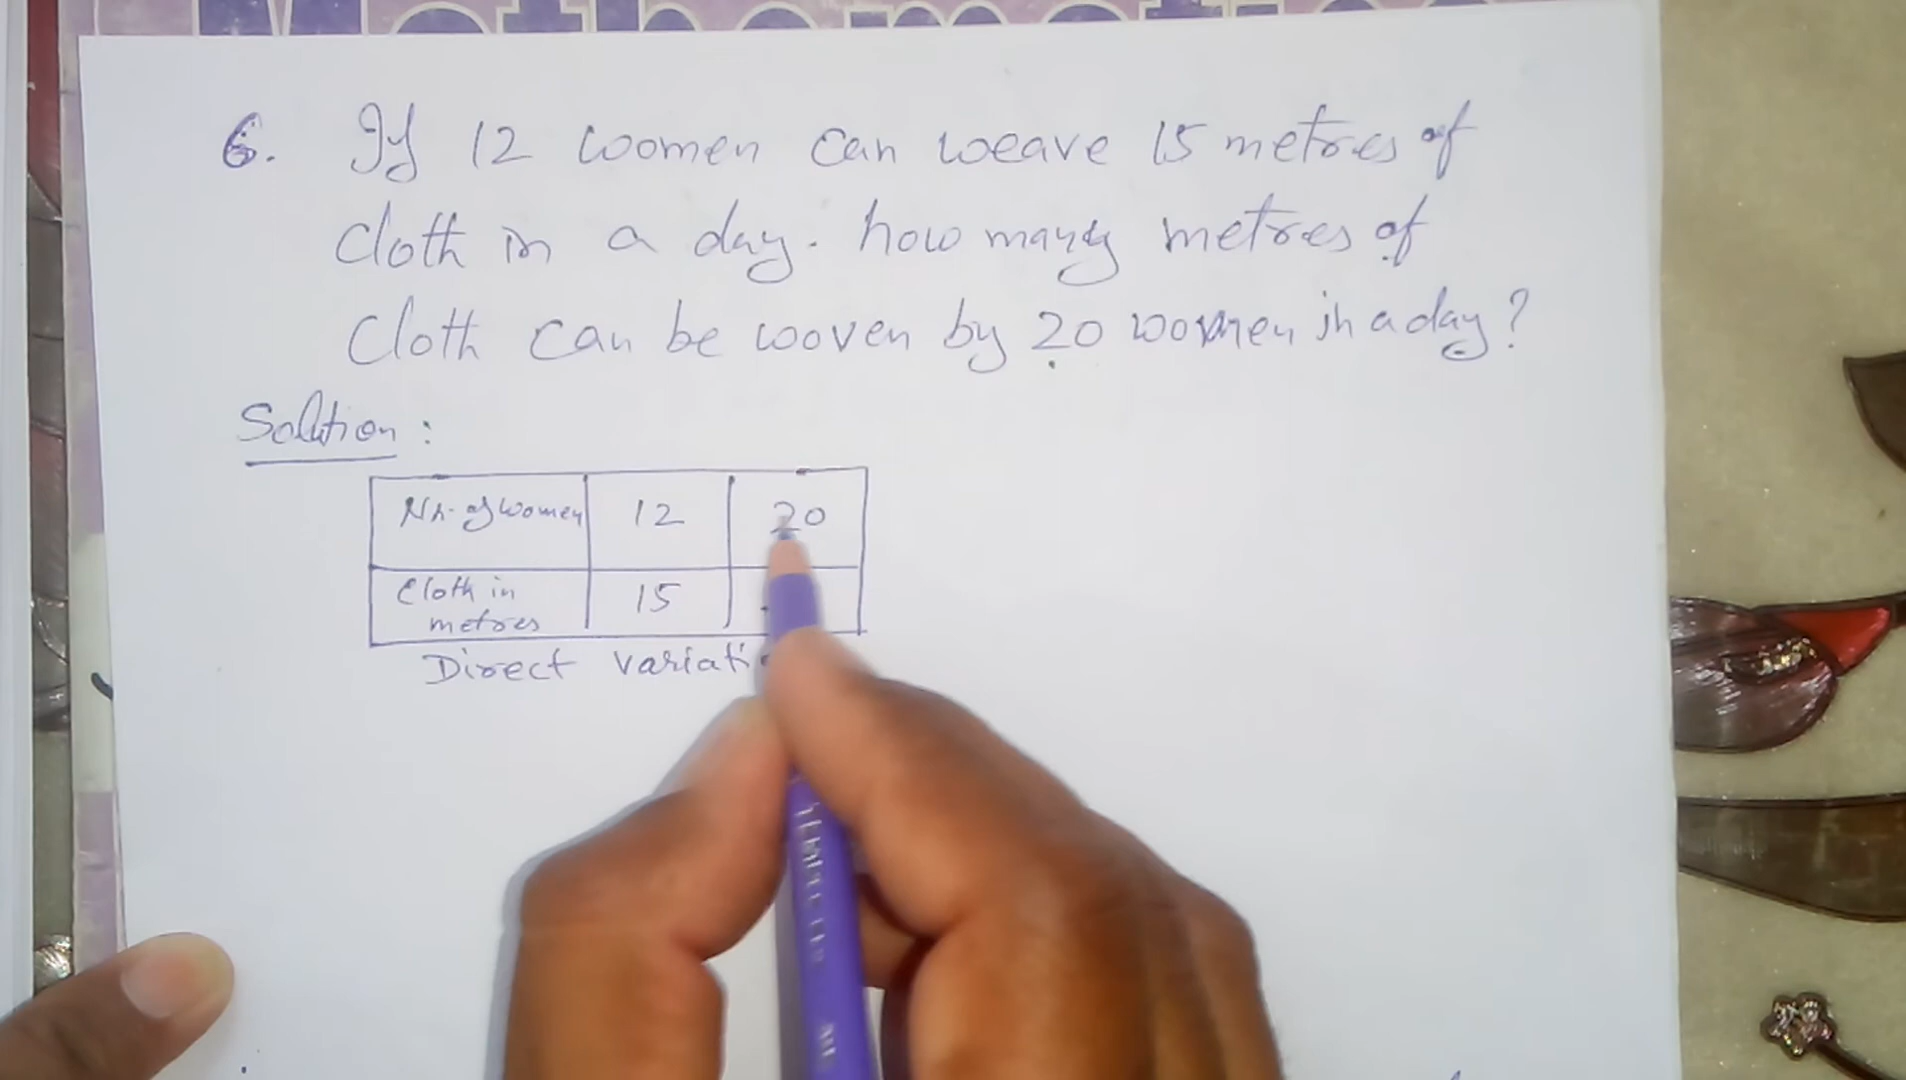 Mathematics
6. If 12 women can weave 15 metres of
cloth in a day. how many metres of
cloth can be woven by 20 women in a day?
Solution :
No. of women 12 20
Cloth in metres 15
Direct variati